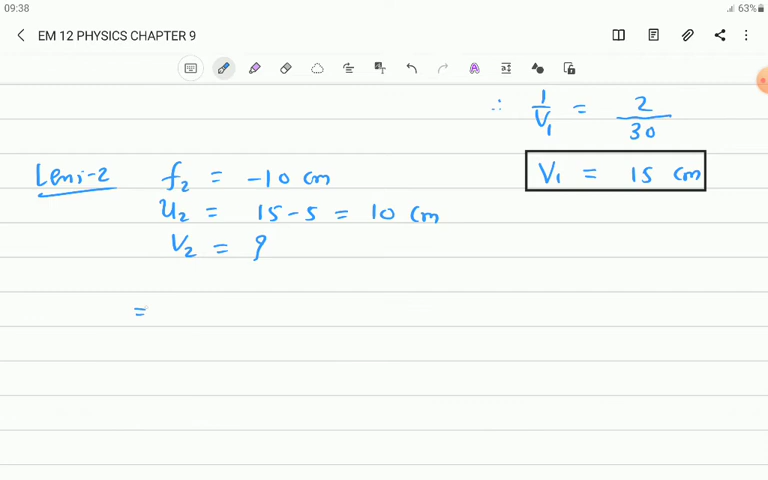 09:38 63%
EM 12 PHYSICS CHAPTER 9
∴ 1/V₁ = 2/30
V₁ = 15 cm
Lens-2 f₂ = -10 cm
u₂ = 15 - 5 = 10 cm
V₂ = ?
=